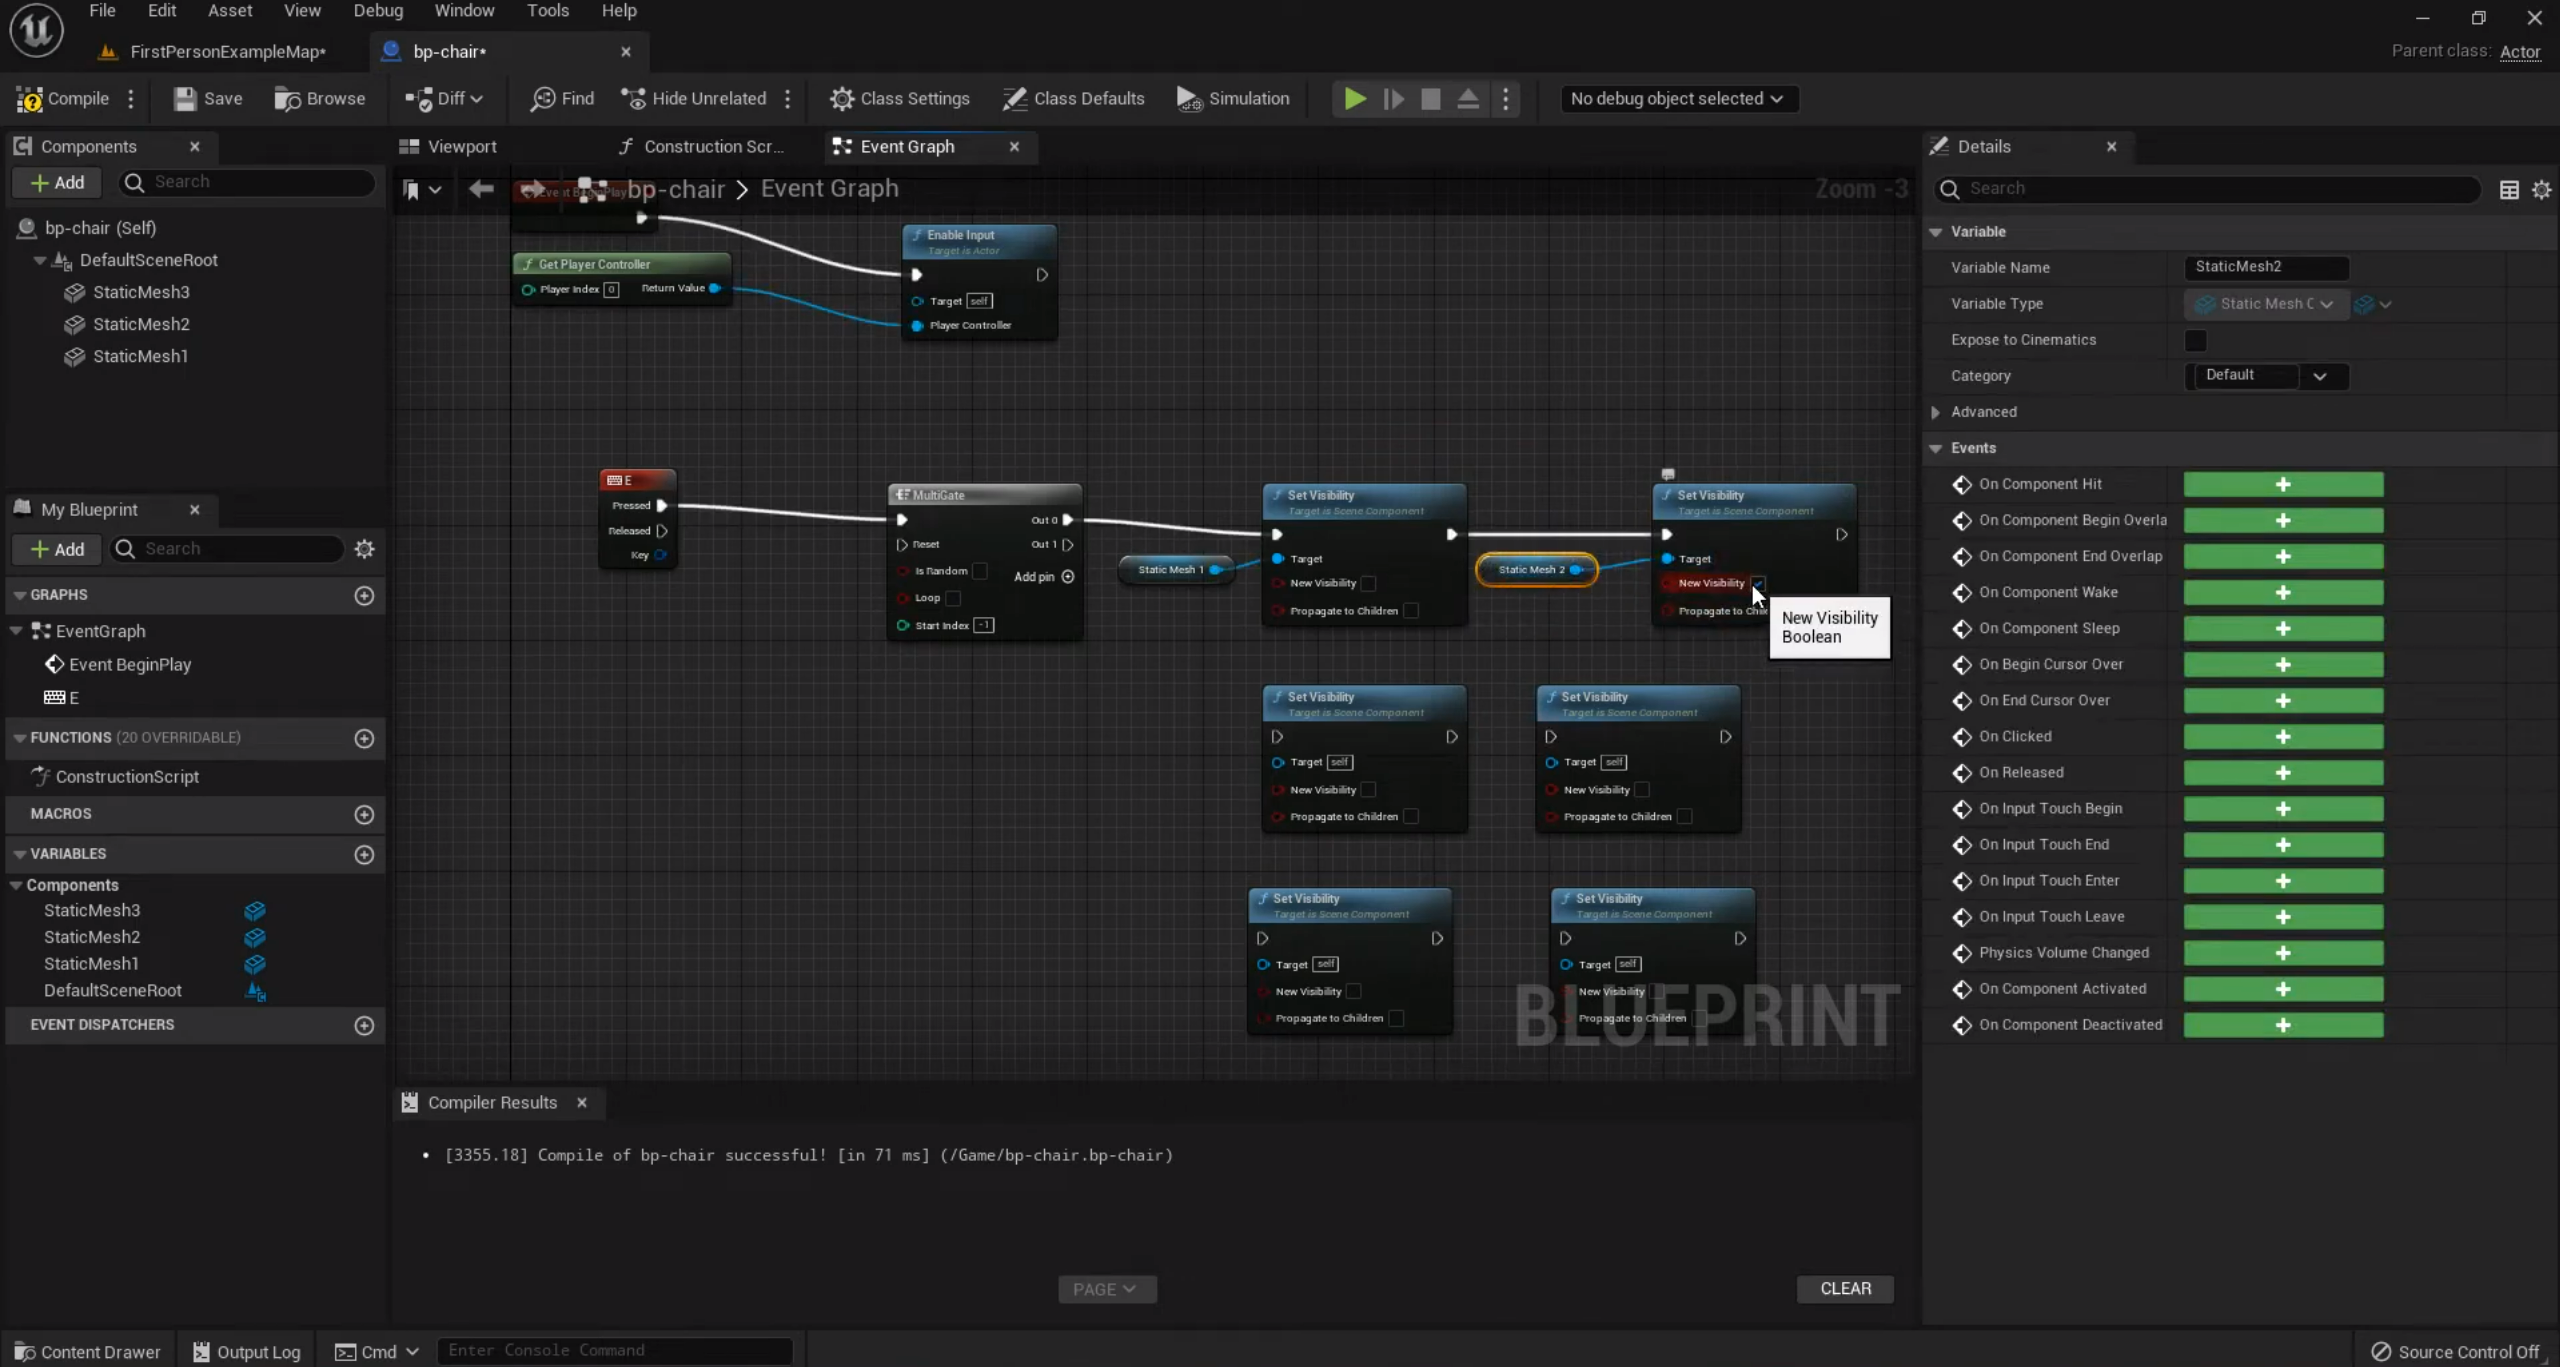 File Edit Asset View Debug Window Tools Help
FirstPersonExampleMap*
bp-chair*
Parent class: Actor
Compile
Save
Browse
Diff
Find
Hide Unrelated
Class Settings
Class Defaults
Simulation
No debug object selected
Components
Add
Search
bp-chair (Self)
DefaultSceneRoot
StaticMesh3
StaticMesh2
StaticMesh1
My Blueprint
Add
Search
GRAPHS
EventGraph
Event BeginPlay
E
FUNCTIONS (20 OVERRIDABLE)
ConstructionScript
MACROS
VARIABLES
Components
StaticMesh3
StaticMesh2
StaticMesh1
DefaultSceneRoot
EVENT DISPATCHERS
Viewport
Construction Scr...
Event Graph
bp-chair > Event Graph
Zoom -3
Event BeginPlay
Get Player Controller
Player Index 0 Return Value
Enable Input
Target is Actor
Target self
Player Controller
E
Pressed
Released
Key
MultiGate
Out 0
Reset Out 1
Is Random Add pin
Loop
Start Index -1
Static Mesh 1
Set Visibility
Target is Scene Component
Target
New Visibility
Propagate to Children
Static Mesh 2
Set Visibility
Target is Scene Component
Target
New Visibility
Propagate to Chil
New Visibility
Boolean
Set Visibility
Target is Scene Component
Target self
New Visibility
Propagate to Children
Set Visibility
Target is Scene Component
Target self
New Visibility
Propagate to Children
Set Visibility
Target is Scene Component
Target self
New Visibility
Propagate to Children
Set Visibility
Target is Scene Component
Target self
New Visibility
Propagate to Children
BLUEPRINT
Compiler Results
[3355.18] Compile of bp-chair successful! [in 71 ms] (/Game/bp-chair.bp-chair)
PAGE
CLEAR
Details
Search
Variable
Variable Name StaticMesh2
Variable Type Static Mesh C
Expose to Cinematics
Category Default
Advanced
Events
On Component Hit
On Component Begin Overla
On Component End Overlap
On Component Wake
On Component Sleep
On Begin Cursor Over
On End Cursor Over
On Clicked
On Released
On Input Touch Begin
On Input Touch End
On Input Touch Enter
On Input Touch Leave
Physics Volume Changed
On Component Activated
On Component Deactivated
Content Drawer
Output Log
Cmd
Enter Console Command
Source Control Off